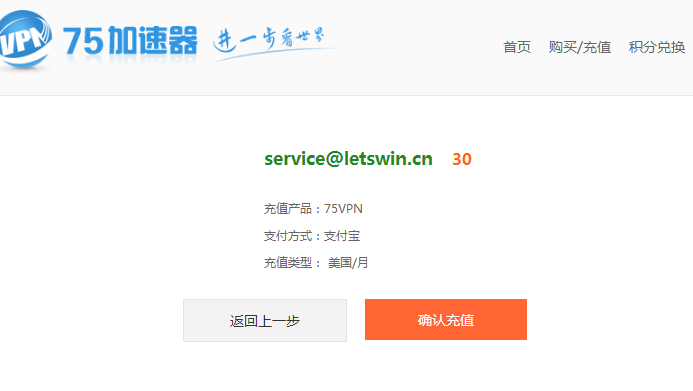 VPN 75加速器 进一步看世界
首页 购买/充值 积分兑换
service@letswin.cn 30
充值产品：75VPN
支付方式：支付宝
充值类型： 美国/月
返回上一步 确认充值